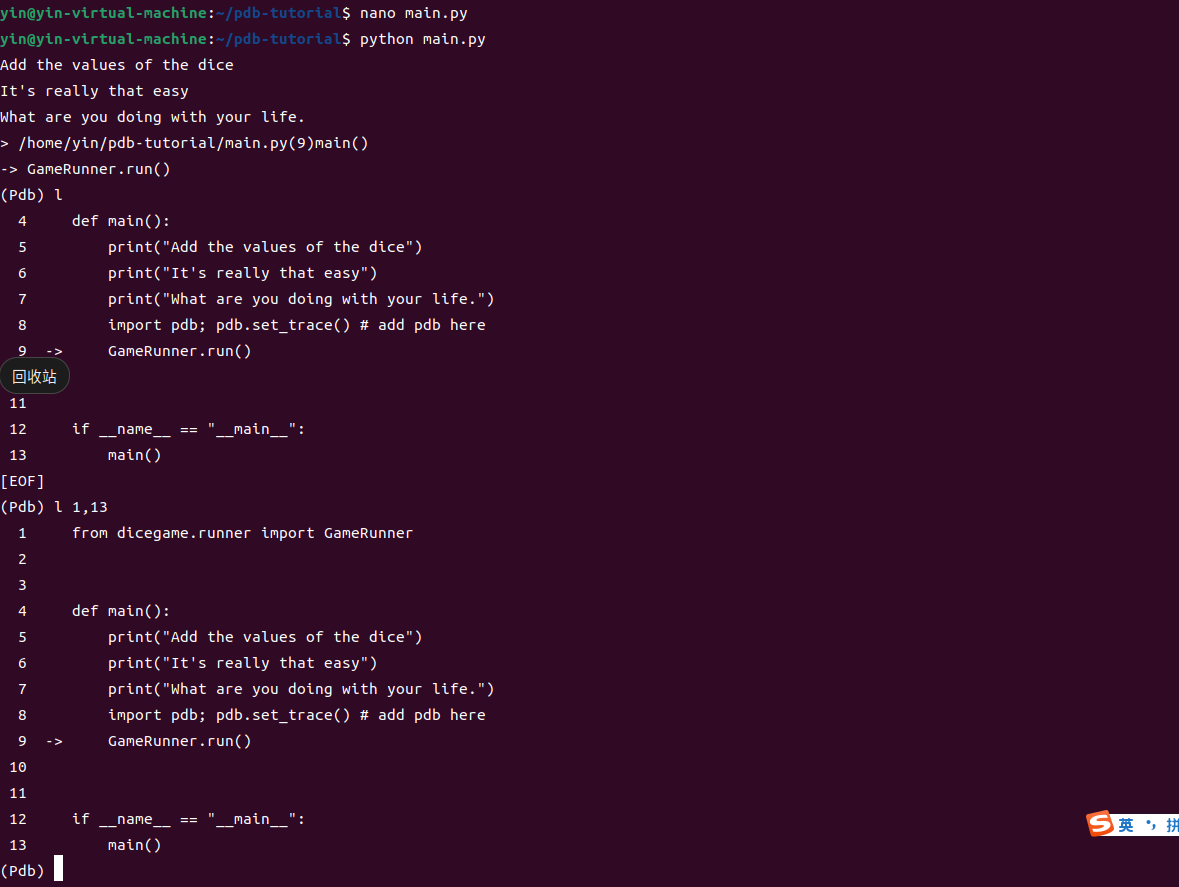 yin@yin-virtual-machine:~/pdb-tutorial$ nano main.py
yin@yin-virtual-machine:~/pdb-tutorial$ python main.py
Add the values of the dice
It's really that easy
What are you doing with your life.
> /home/yin/pdb-tutorial/main.py(9)main()
-> GameRunner.run()
(Pdb) l
  4     def main():
  5         print("Add the values of the dice")
  6         print("It's really that easy")
  7         print("What are you doing with your life.")
  8         import pdb; pdb.set_trace() # add pdb here
  9  ->     GameRunner.run()
回收站
 11
 12     if __name__ == "__main__":
 13         main()
[EOF]
(Pdb) l 1,13
  1     from dicegame.runner import GameRunner
  2
  3
  4     def main():
  5         print("Add the values of the dice")
  6         print("It's really that easy")
  7         print("What are you doing with your life.")
  8         import pdb; pdb.set_trace() # add pdb here
  9  ->     GameRunner.run()
 10
 11
 12     if __name__ == "__main__":
 13         main()
(Pdb)
S 英 拼